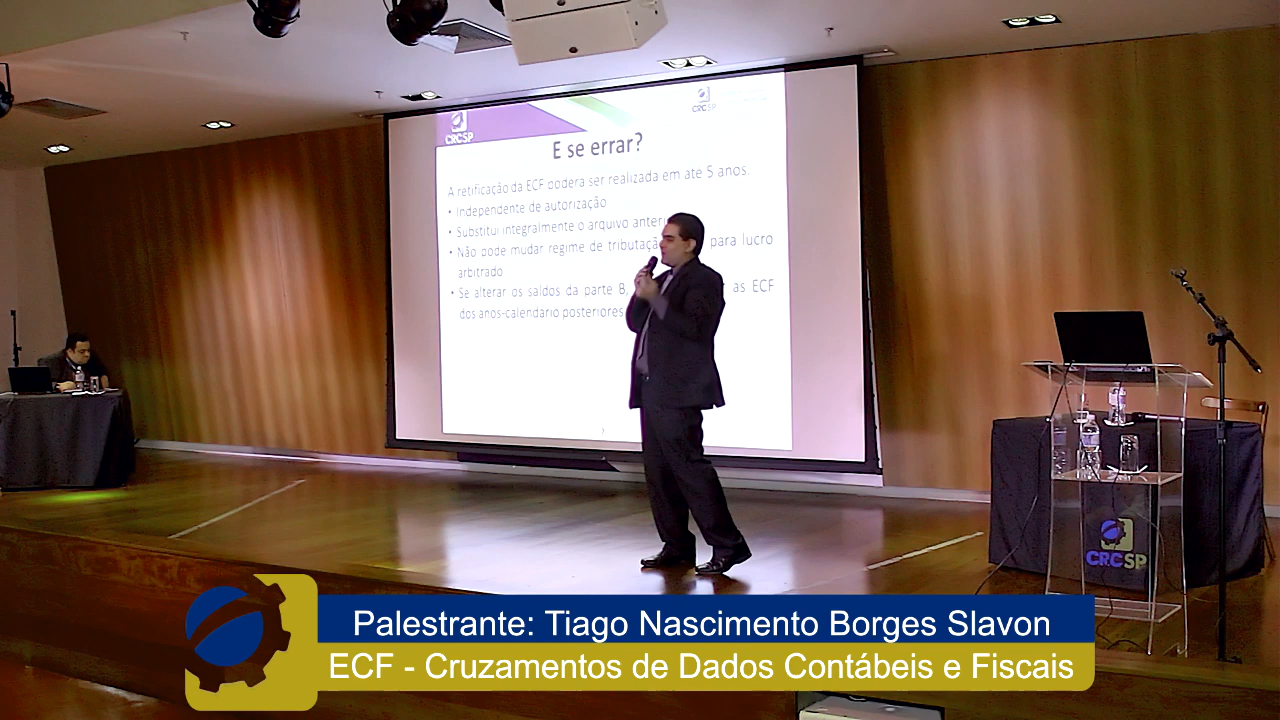 CRCSP
CRCSP
E se errar?
A retificação da ECF poderá ser realizada em até 5 anos.
• Independente de autorização
• Substitui integralmente o arquivo anteri
• Não pode mudar regime de tributaçã para lucro
arbitrado
• Se alterar os saldos da parte B, as ECF
dos anos-calendário posteriores
CRCSP
Palestrante: Tiago Nascimento Borges Slavon
ECF - Cruzamentos de Dados Contábeis e Fiscais